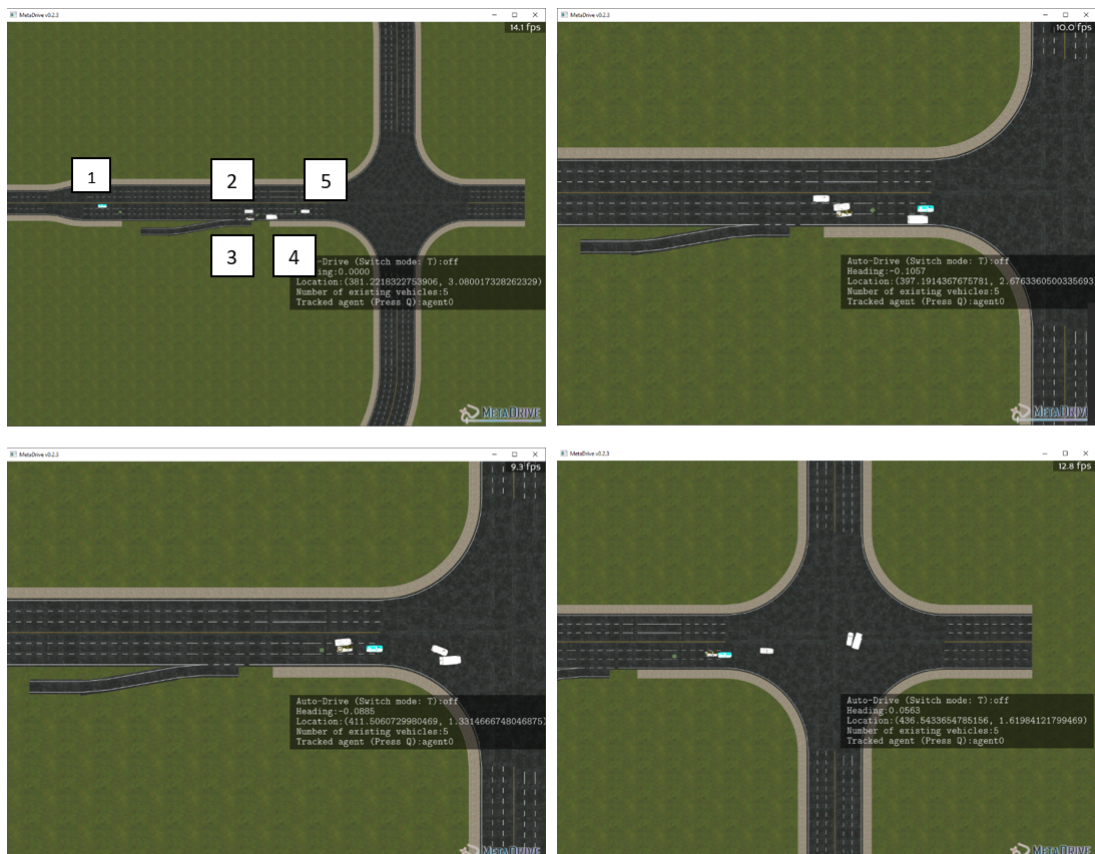 MetaDrive v0.2.3
14.1 fps
1
2
5
3
4
-Drive (Switch mode: T):off
ading:0.0000
Location:(381.2218322753906, 3.080017328262329)
Number of existing vehicles:5
Tracked agent (Press Q):agent0
METADRIVE
MetaDrive v0.2.3
10.0 fps
Auto-Drive (Switch mode: T):off
Heading:-0.1057
Location:(397.1914367675781, 2.6763360500335693
Number of existing vehicles:5
Tracked agent (Press Q):agent0
METADRIVE
MetaDrive v0.2.3
9.3 fps
Auto-Drive (Switch mode: T):off
Heading:-0.0885
Location:(411.5060729980469, 1.3314666748046875)
Number of existing vehicles:5
Tracked agent (Press Q):agent0
METADRIVE
MetaDrive v0.2.3
12.8 fps
Auto-Drive (Switch mode: T):off
Heading:0.0563
Location:(436.5433654785156, 1.61984121799469)
Number of existing vehicles:5
Tracked agent (Press Q):agent0
METADRIVE